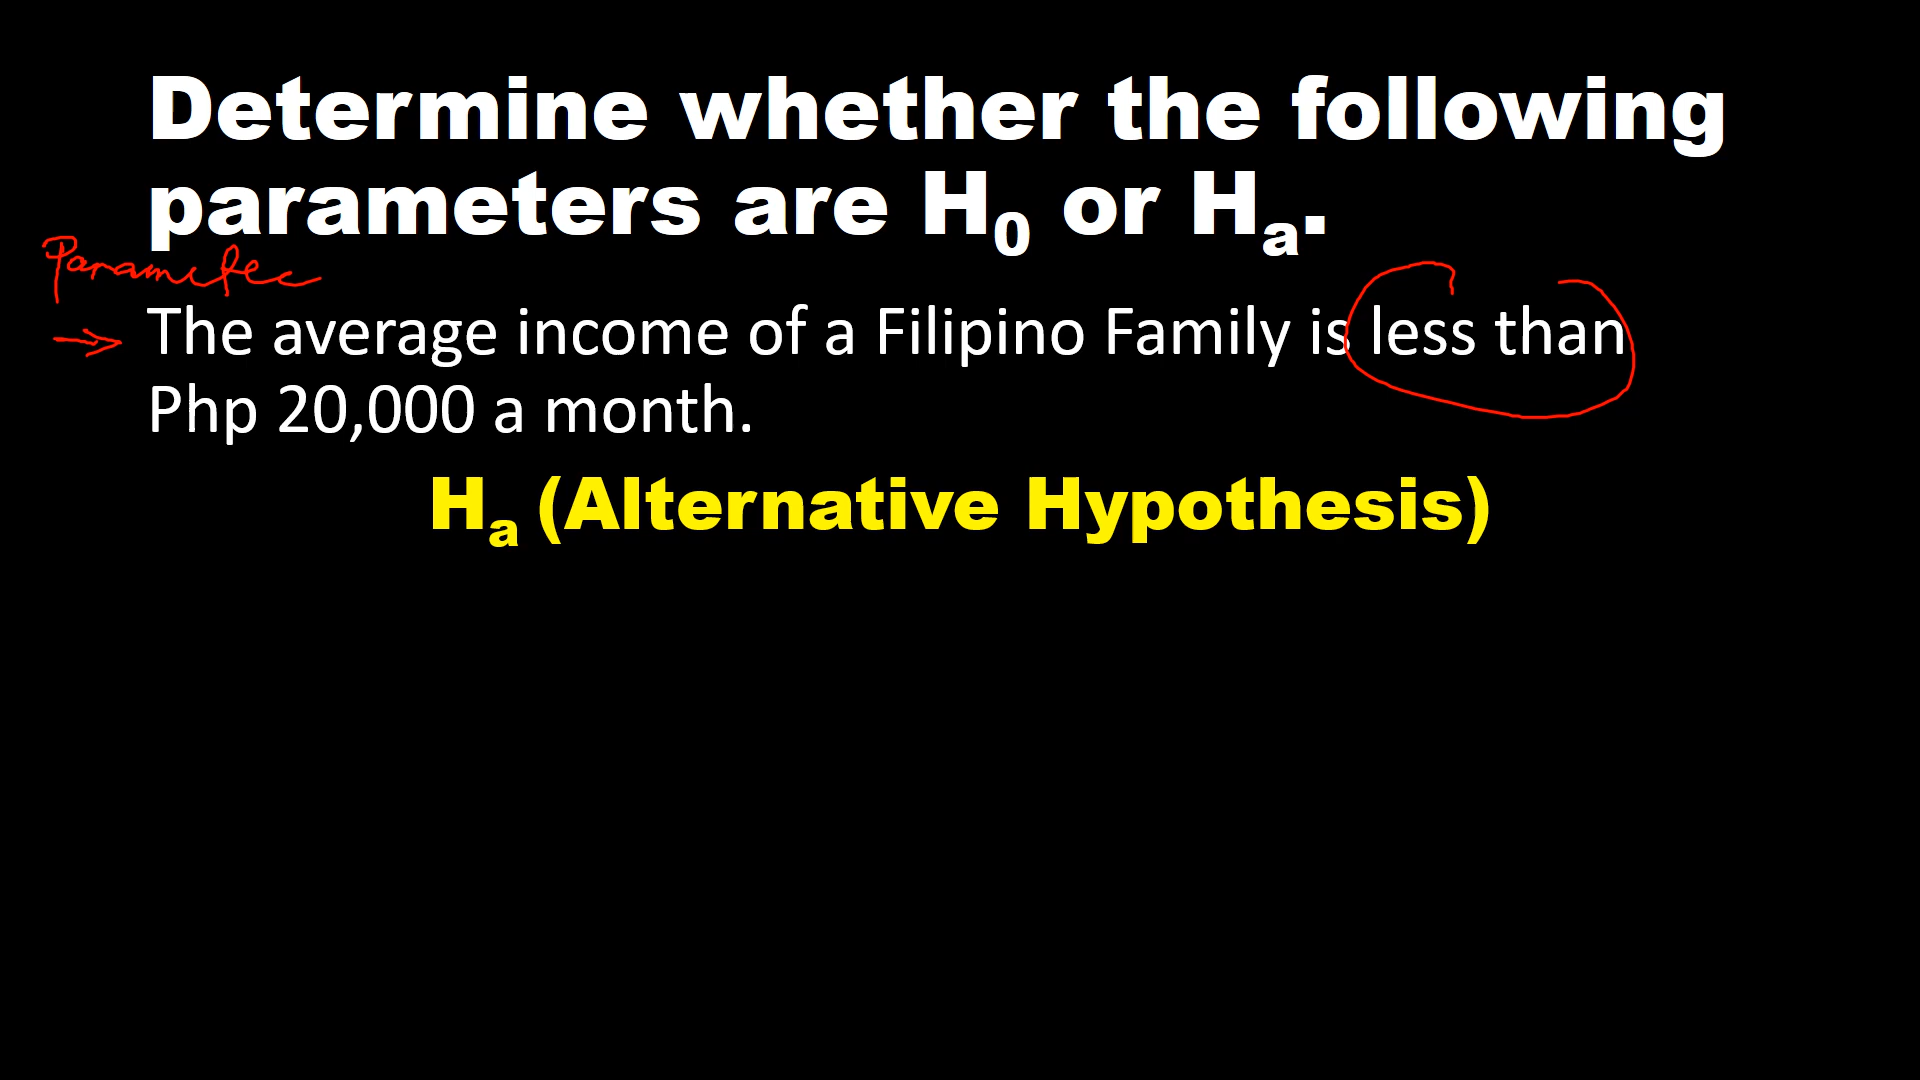 Determine whether the following
parameters are H₀ or Hₐ.
Parameter
The average income of a Filipino Family is less than
Php 20,000 a month.
Hₐ (Alternative Hypothesis)